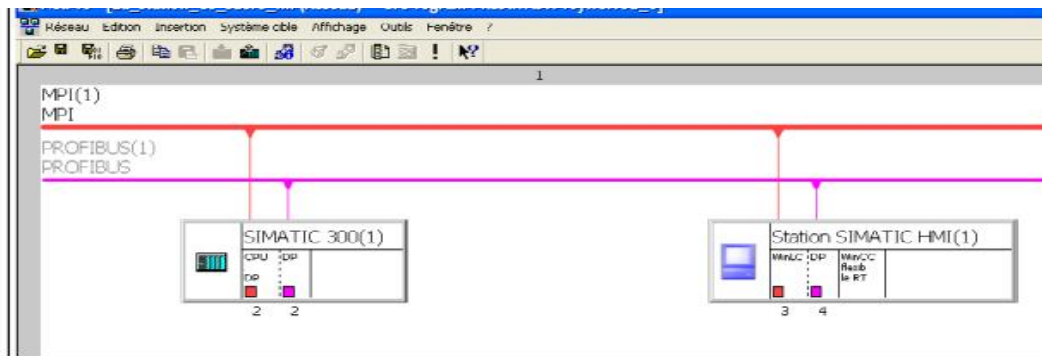 Réseau Edition Insertion Système cible Affichage Outils Fenêtre ?
1
MPI(1)
MPI
PROFIBUS(1)
PROFIBUS
SIMATIC 300(1)
CPU DP
DP
2 2
Station SIMATIC HMI(1)
WinLC DP WinCC
flexib
le RT
3 4